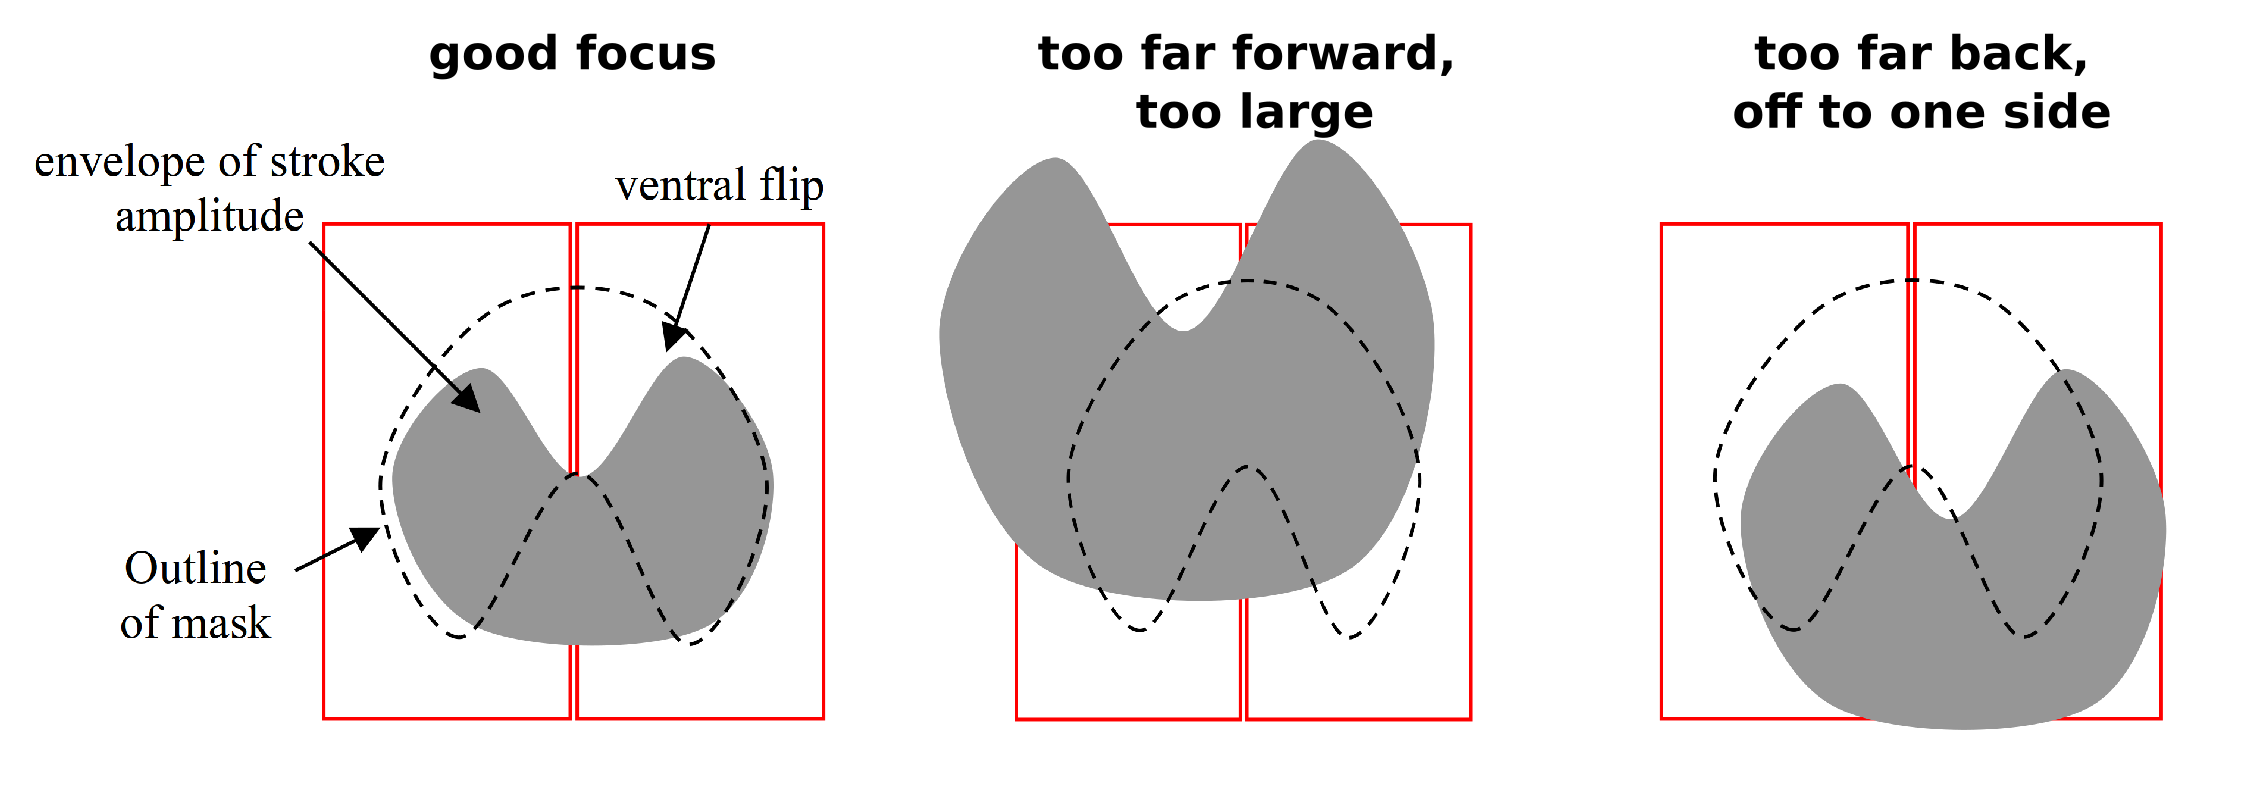 good focus
too far forward,
too large
too far back,
off to one side
envelope of stroke
amplitude
ventral flip
Outline
of mask